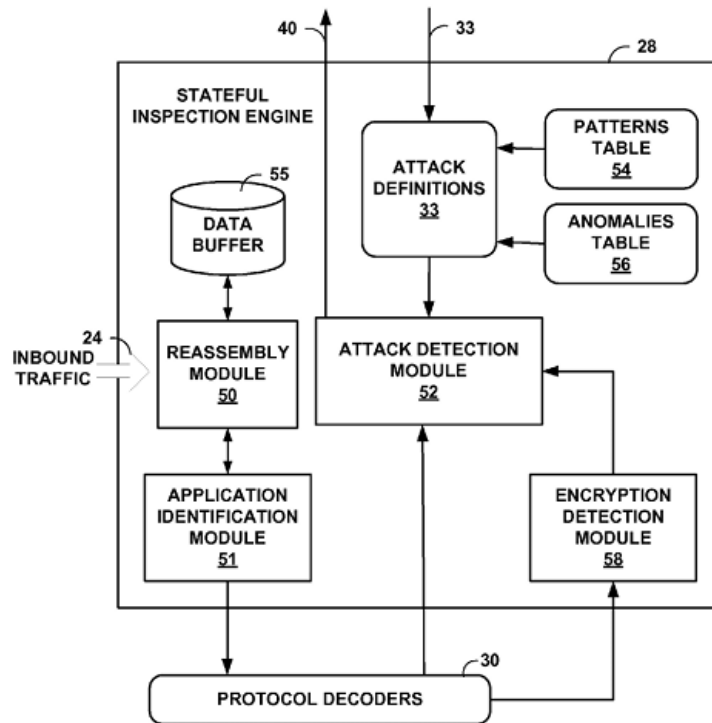 40
33
28
STATEFUL
INSPECTION ENGINE
PATTERNS
TABLE
54
ATTACK
DEFINITIONS
33
55
DATA
BUFFER
ANOMALIES
TABLE
56
24
INBOUND
TRAFFIC
REASSEMBLY
MODULE
50
ATTACK DETECTION
MODULE
52
APPLICATION
IDENTIFICATION
MODULE
51
ENCRYPTION
DETECTION
MODULE
58
30
PROTOCOL DECODERS